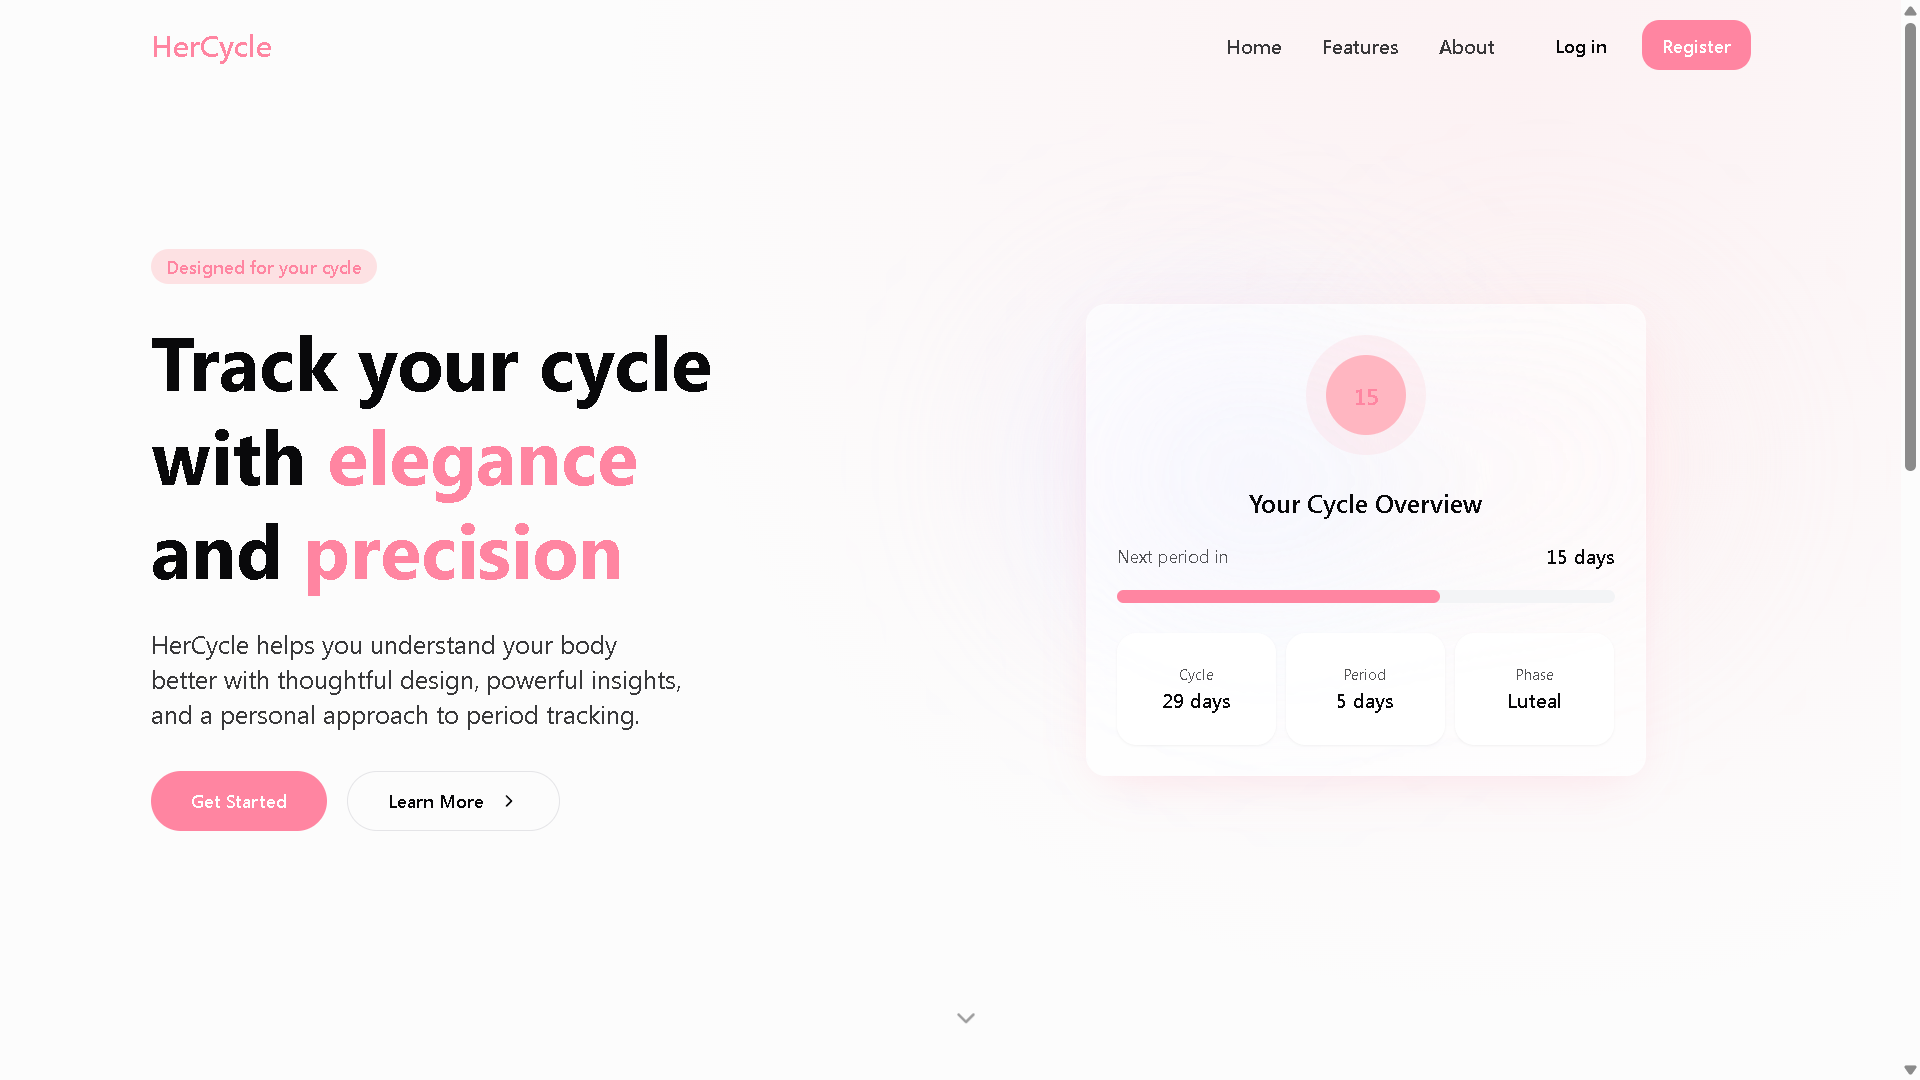 HerCycle
Home
Features
About
Log in
Register
Designed for your cycle
Track your cycle
with elegance
and precision
HerCycle helps you understand your body
better with thoughtful design, powerful insights,
and a personal approach to period tracking.
Get Started
Learn More
15
Your Cycle Overview
Next period in
15 days
Cycle
29 days
Period
5 days
Phase
Luteal